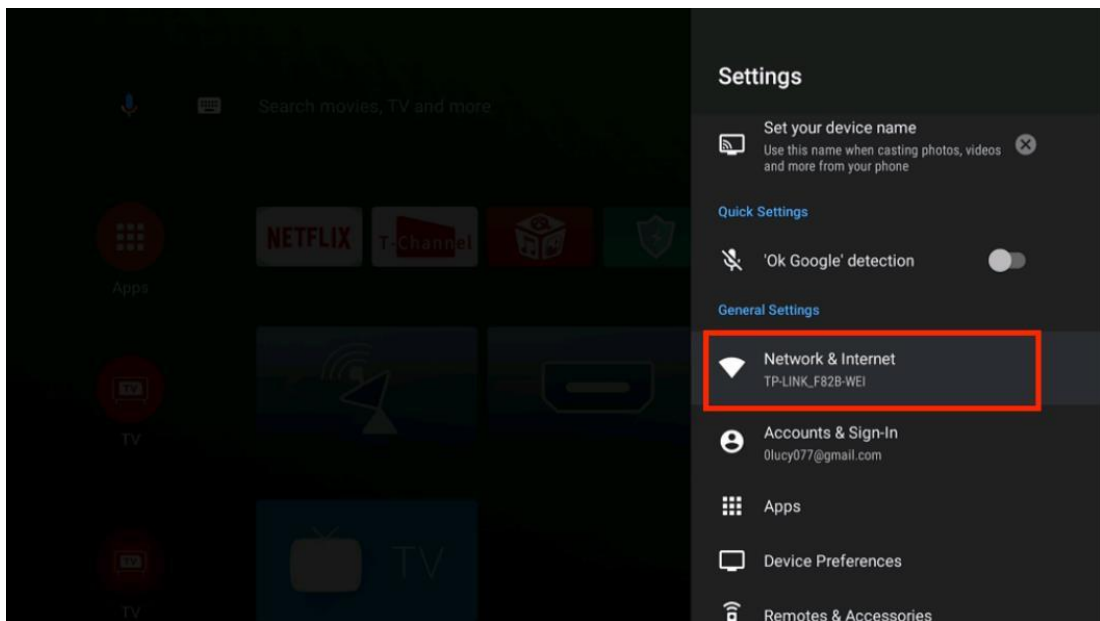 Settings
Search movies, TV and more
Set your device name
Use this name when casting photos, videos
and more from your phone
Quick Settings
NETFLIX
T-Channel
'Ok Google' detection
Apps
General Settings
Network & Internet
TP-LINK_F82B-WEI
TV
TV
Accounts & Sign-In
0lucy077@gmail.com
Apps
Device Preferences
TV
TV
Remotes & Accessories
TV